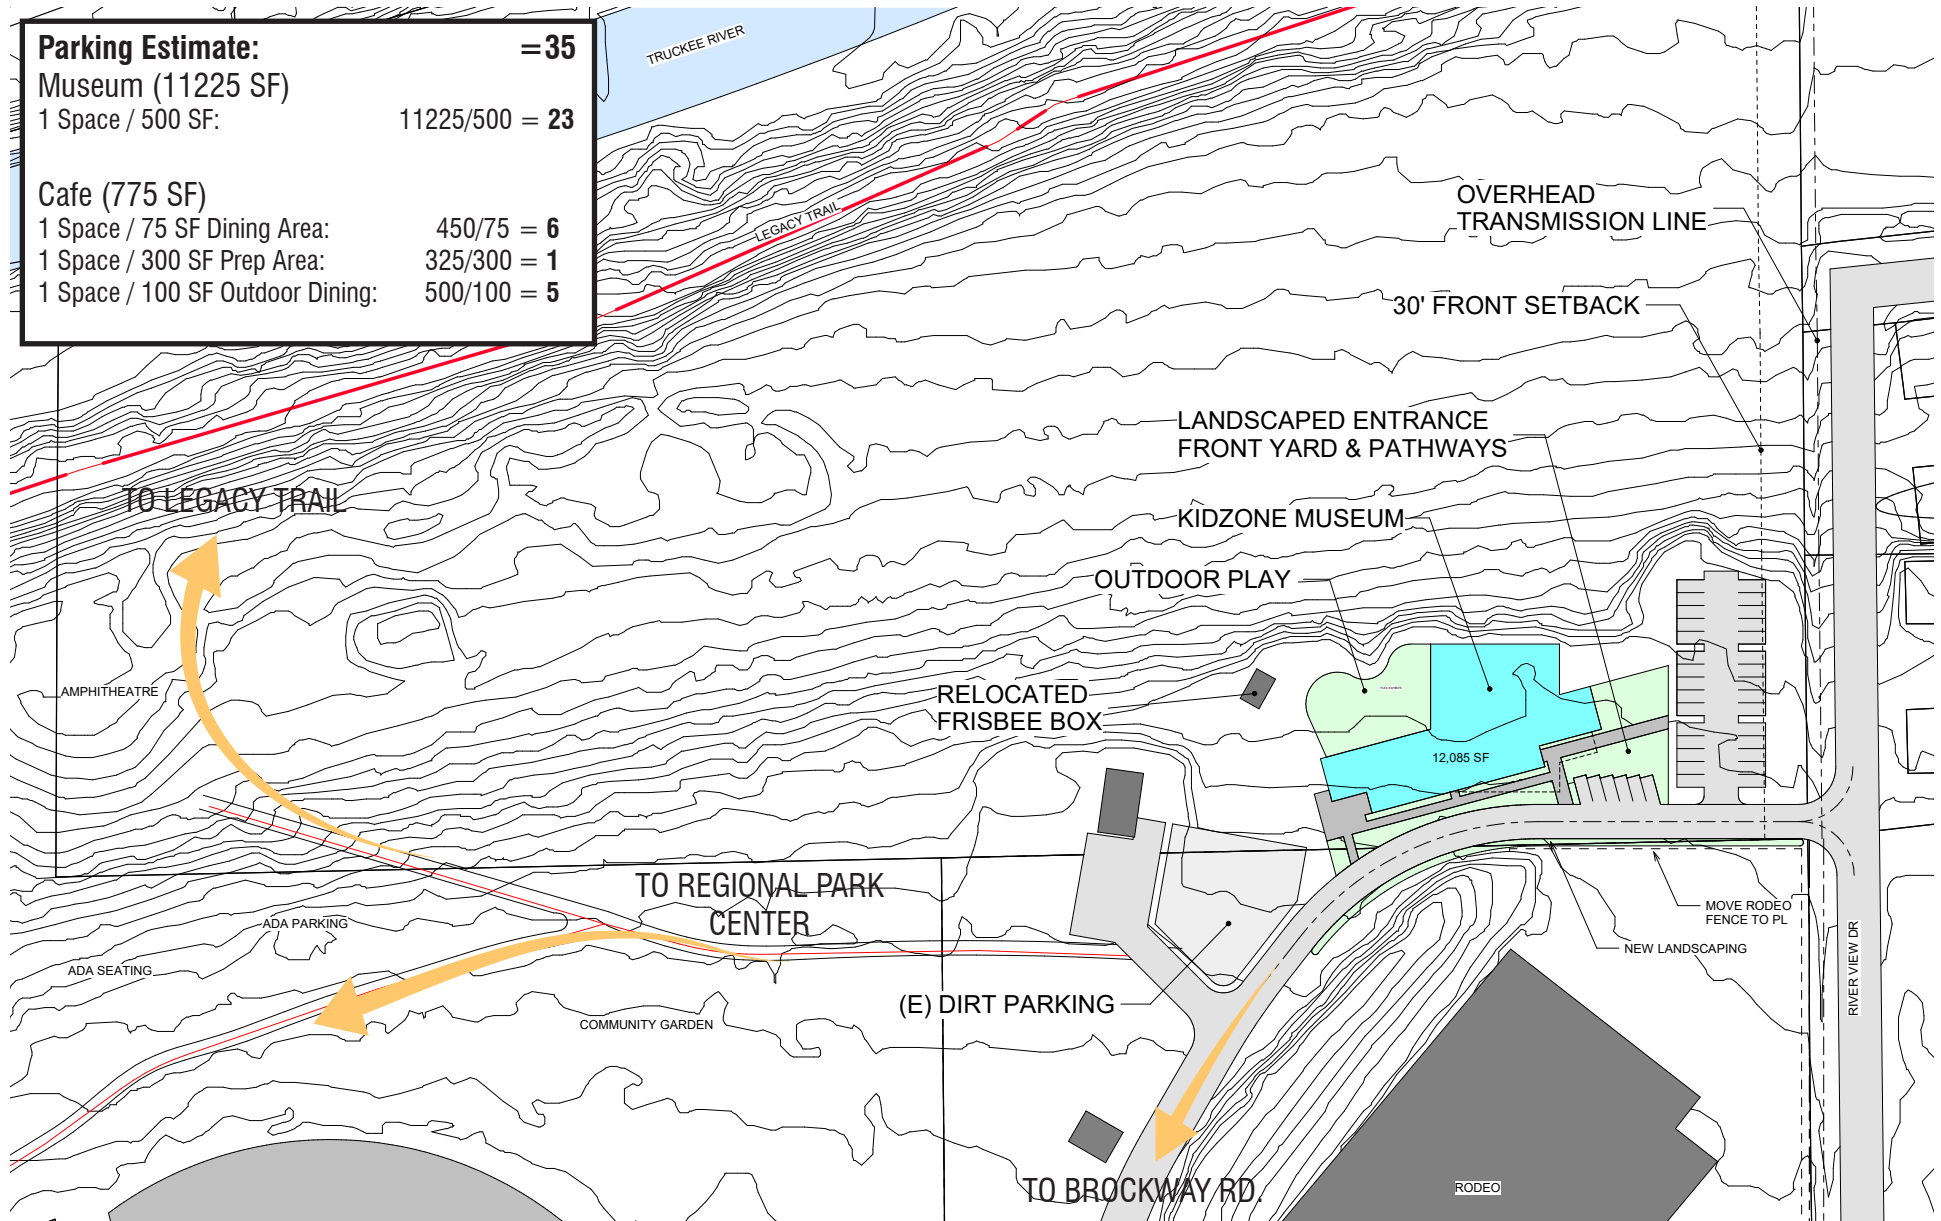 Parking Estimate: =35
Museum (11225 SF)
1 Space / 500 SF: 11225/500 = 23
Cafe (775 SF)
1 Space / 75 SF Dining Area: 450/75 = 6
1 Space / 300 SF Prep Area: 325/300 = 1
1 Space / 100 SF Outdoor Dining: 500/100 = 5
TRUCKEE RIVER
LEGACY TRAIL
OVERHEAD
TRANSMISSION LINE
30' FRONT SETBACK
LANDSCAPED ENTRANCE
FRONT YARD & PATHWAYS
TO LEGACY TRAIL
KIDZONE MUSEUM
OUTDOOR PLAY
AMPHITHEATRE
RELOCATED
FRISBEE BOX
12,085 SF
TO REGIONAL PARK
CENTER
ADA PARKING
ADA SEATING
MOVE RODEO
FENCE TO PL
NEW LANDSCAPING
RIVER VIEW DR
(E) DIRT PARKING
COMMUNITY GARDEN
TO BROCKWAY RD.
RODEO